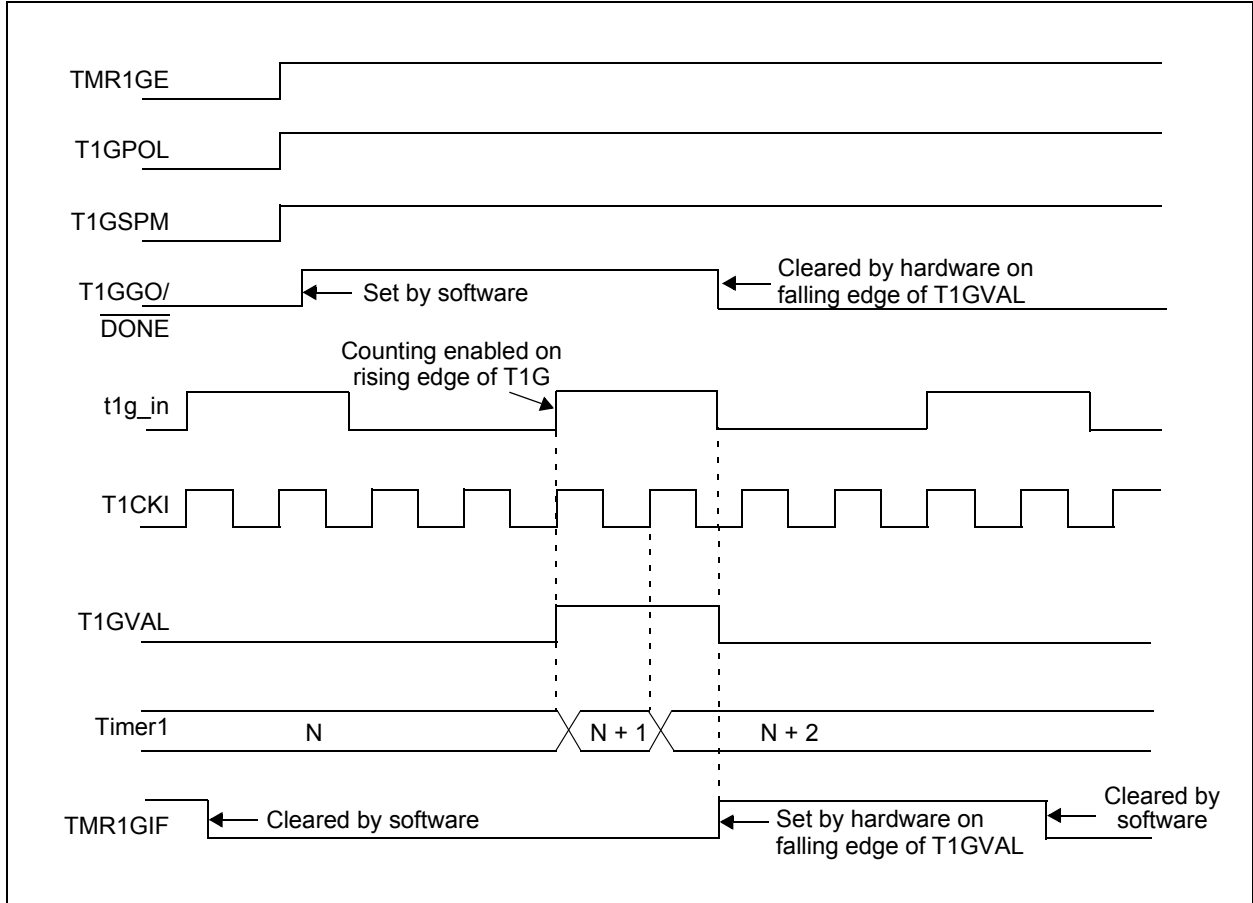 TMR1GE
T1GPOL
T1GSPM
T1GGO/
DONE
Set by software
Cleared by hardware on
falling edge of T1GVAL
Counting enabled on
rising edge of T1G
t1g_in
T1CKI
T1GVAL
Timer1
N
N + 1
N + 2
TMR1GIF
Cleared by software
Set by hardware on
falling edge of T1GVAL
Cleared by
software